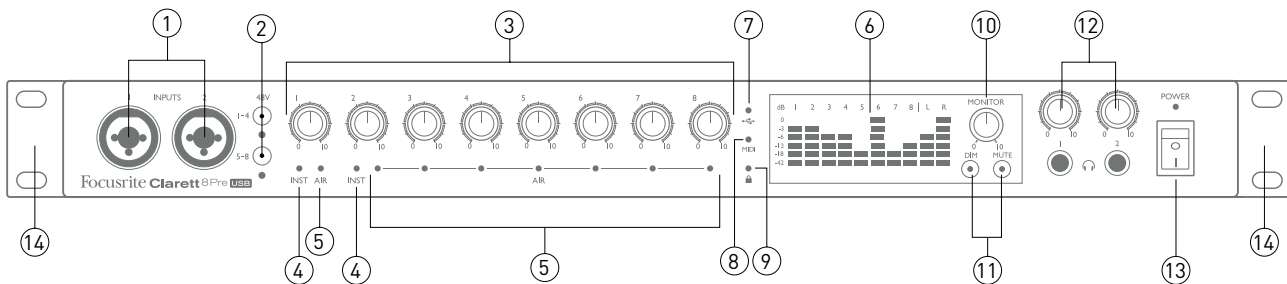 1 2 3 7 6 10 12
1 INPUTS 2 48V
1-4
5-8
Focusrite Clarett 8Pre USB
1 2 3 4 5 6 7 8
0 10 0 10 0 10 0 10 0 10 0 10 0 10 0 10
INST AIR INST AIR
MIDI
dB 1 2 3 4 5 6 7 8 L R
0
-3
-6
-12
-18
-42
MONITOR
0 10
DIM MUTE
0 10 0 10
1 2
POWER
14 4 5 4 5 8 9 11 13 14